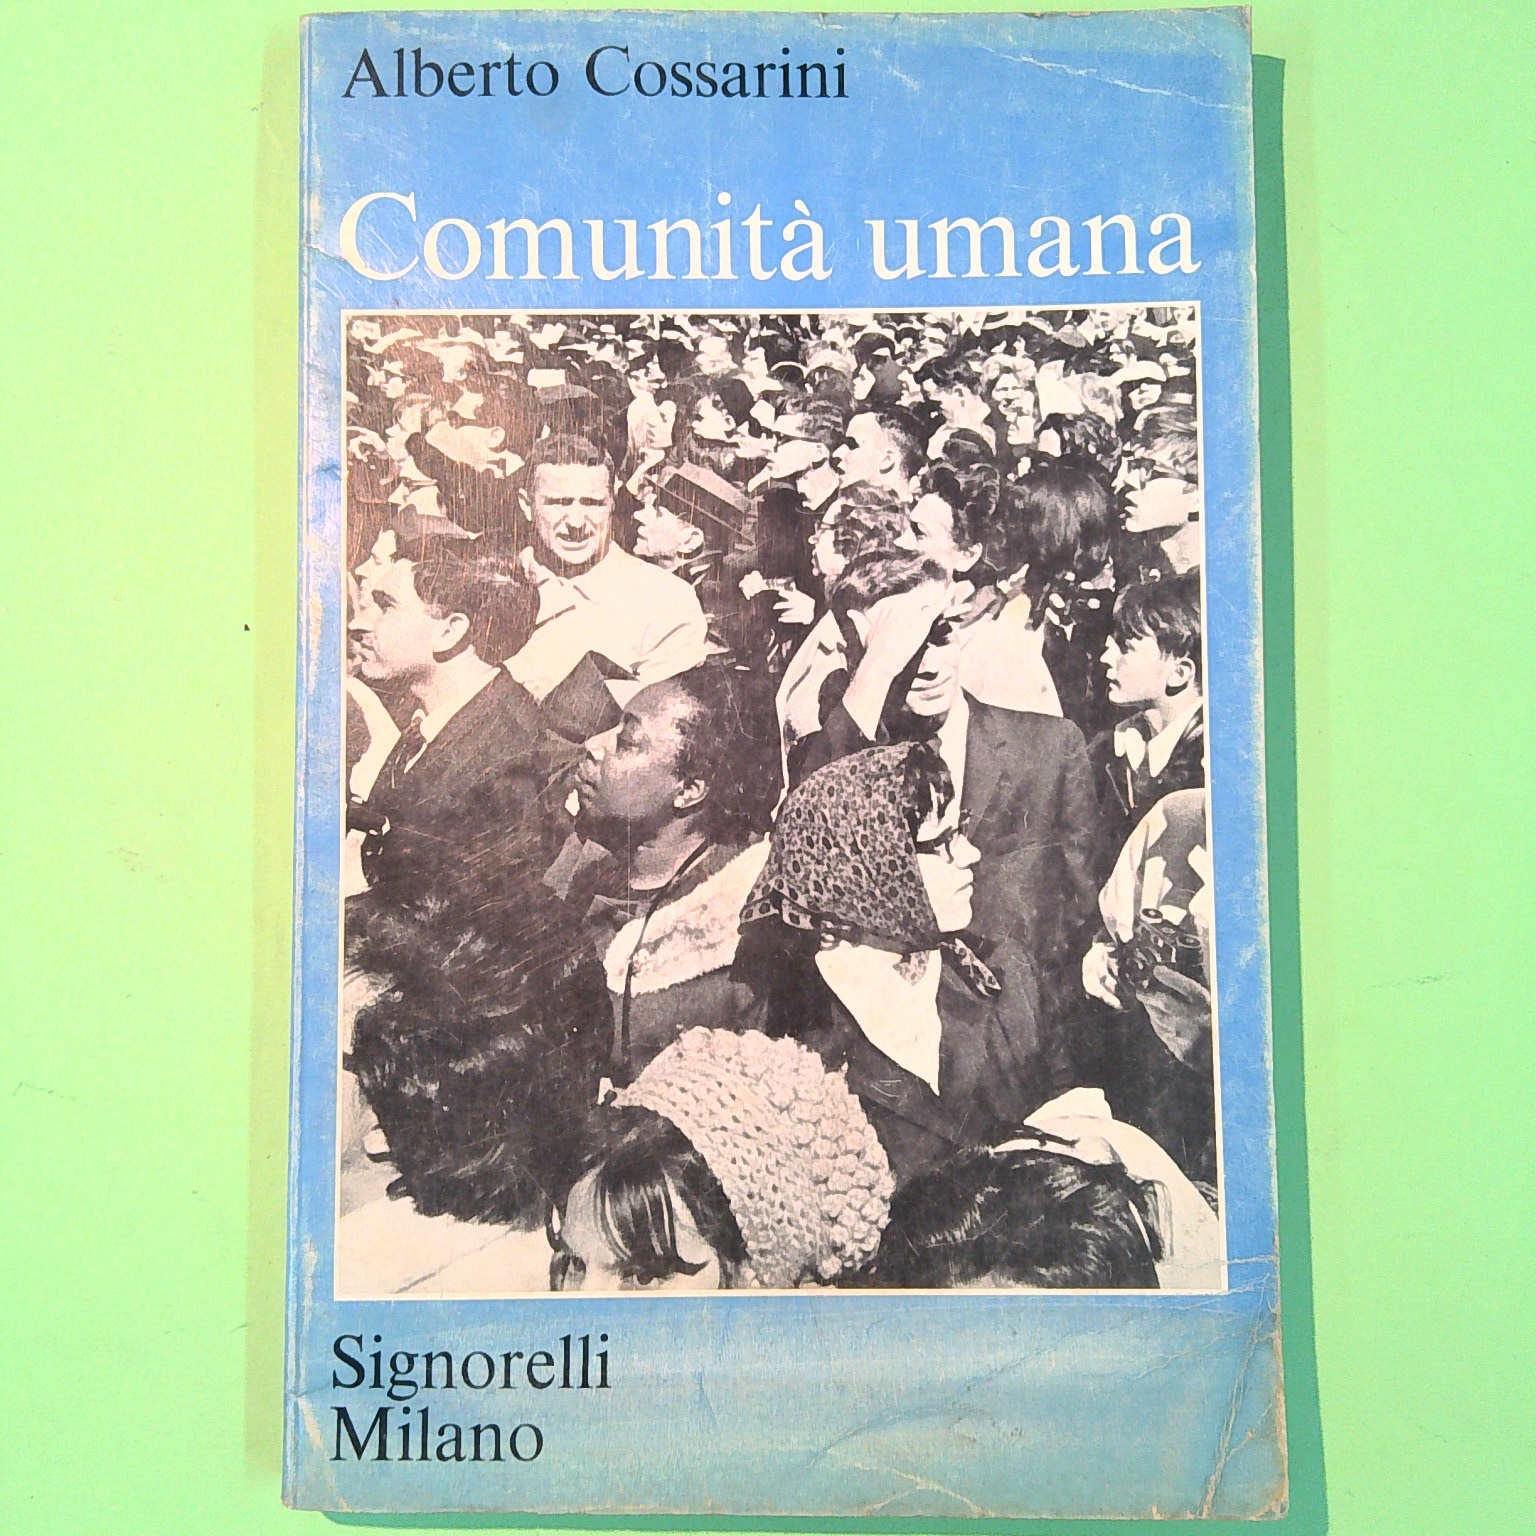 Alberto Cossarini
Comunità umana
Signorelli
Milano